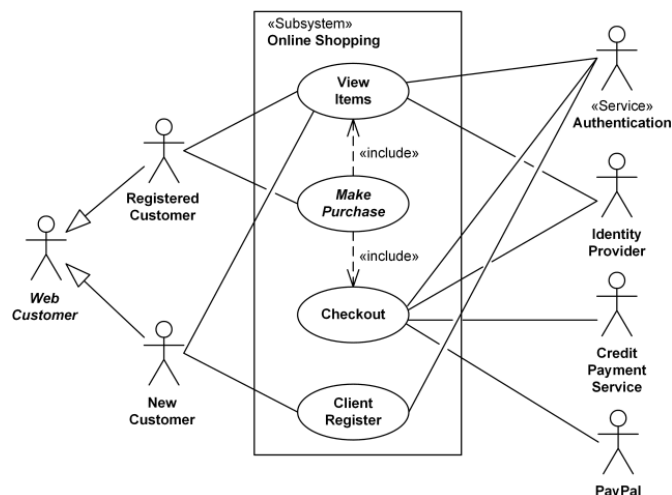 «Subsystem»
Online Shopping
View
Items
«Service»
Authentication
«include»
Registered
Customer
Make
Purchase
Identity
Provider
«include»
Web
Customer
Checkout
Credit
Payment
Service
New
Customer
Client
Register
PayPal